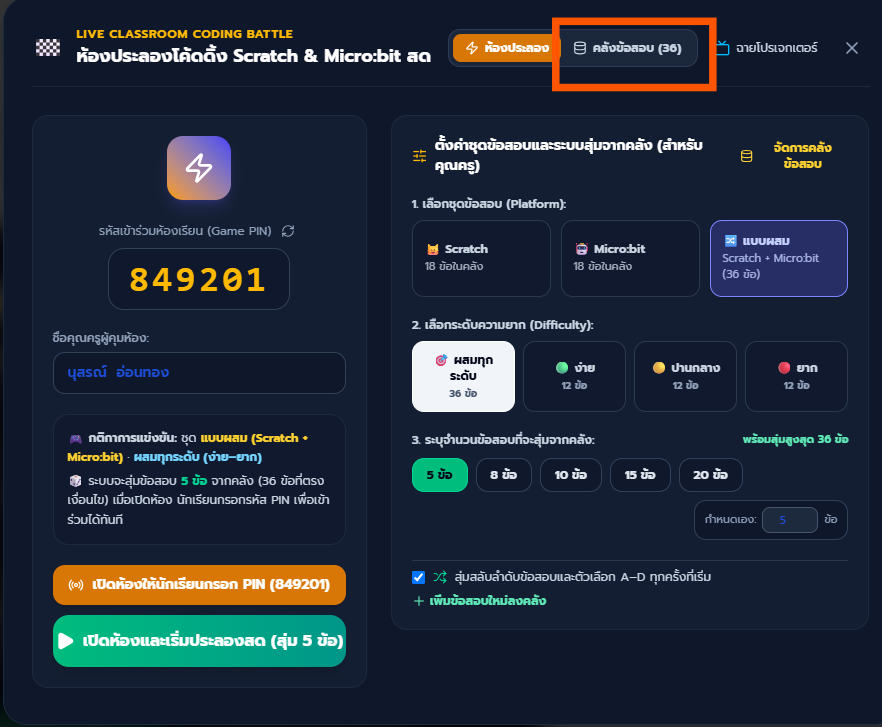 LIVE CLASSROOM CODING BATTLE
ห้องประลองโค้ดดิ้ง Scratch & Micro:bit สด
ห้องประลอง
คลังข้อสอบ (36)
ฉายโปรเจกเตอร์
รหัสเข้าร่วมห้องเรียน (Game PIN)
849201
ชื่อคุณครูผู้คุมห้อง:
นุสรณ์ อ่อนทอง
กติกาการแข่งขัน: ชุด แบบผสม (Scratch +
Micro:bit) · ผสมทุกระดับ (ง่าย–ยาก)
ระบบจะสุ่มข้อสอบ 5 ข้อ จากคลัง (36 ข้อที่ตรง
เงื่อนไข) เมื่อเปิดห้อง นักเรียนกรอกรหัส PIN เพื่อเข้า
ร่วมได้ทันที
เปิดห้องให้นักเรียนกรอก PIN (849201)
เปิดห้องและเริ่มประลองสด (สุ่ม 5 ข้อ)
ตั้งค่าชุดข้อสอบและระบบสุ่มจากคลัง (สำหรับ
คุณครู)
จัดการคลัง
ข้อสอบ
1. เลือกชุดข้อสอบ (Platform):
Scratch
18 ข้อในคลัง
Micro:bit
18 ข้อในคลัง
แบบผสม
Scratch + Micro:bit
(36 ข้อ)
2. เลือกระดับความยาก (Difficulty):
ผสมทุก
ระดับ
36 ข้อ
ง่าย
12 ข้อ
ปานกลาง
12 ข้อ
ยาก
12 ข้อ
3. ระบุจำนวนข้อสอบที่จะสุ่มจากคลัง:
พร้อมสุ่มสูงสุด 36 ข้อ
5 ข้อ
8 ข้อ
10 ข้อ
15 ข้อ
20 ข้อ
กำหนดเอง: 5 ข้อ
สุ่มสลับลำดับข้อสอบและตัวเลือก A–D ทุกครั้งที่เริ่ม
+ เพิ่มข้อสอบใหม่ลงคลัง